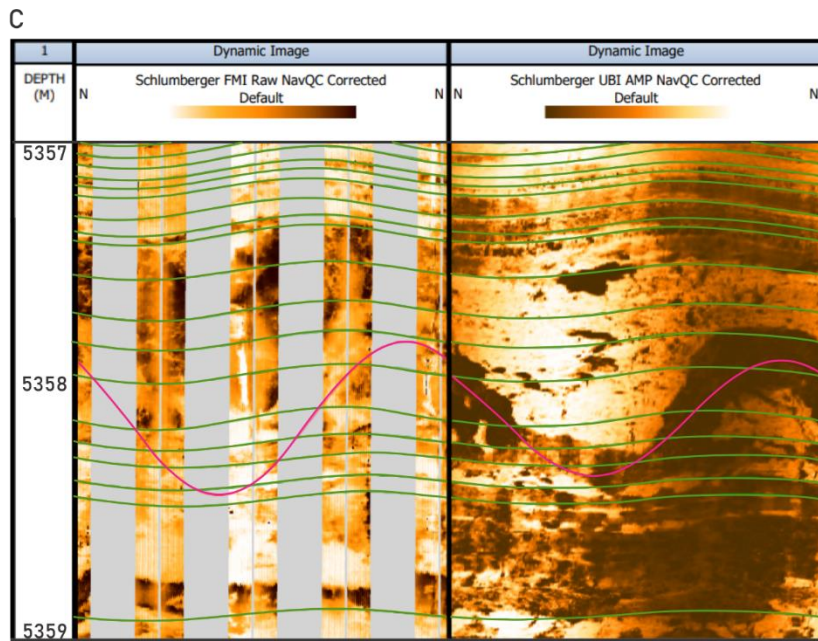 C
1
Dynamic Image
Dynamic Image
DEPTH
(M)
Schlumberger FMI Raw NavQC Corrected
N
Default
N
Schlumberger UBI AMP NavQC Corrected
N
Default
5357
5358
5359